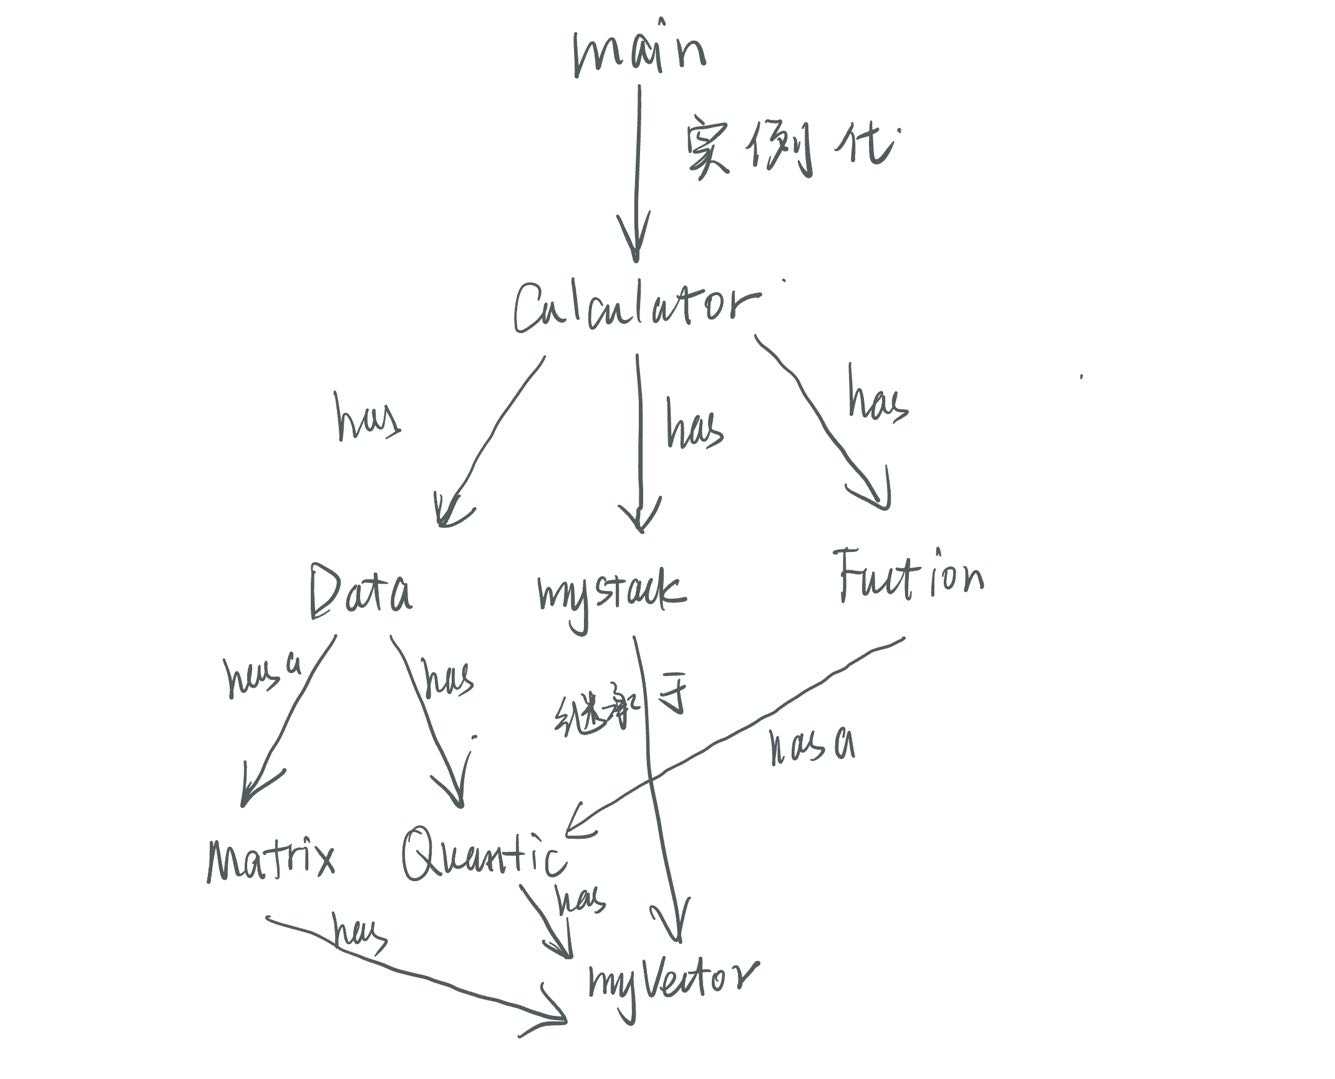 main
实例化
Calculator
has
has
has
Data
mystack
Fuction
has a
has
继承于
has a
Matrix
Quantic
has
has
myVector